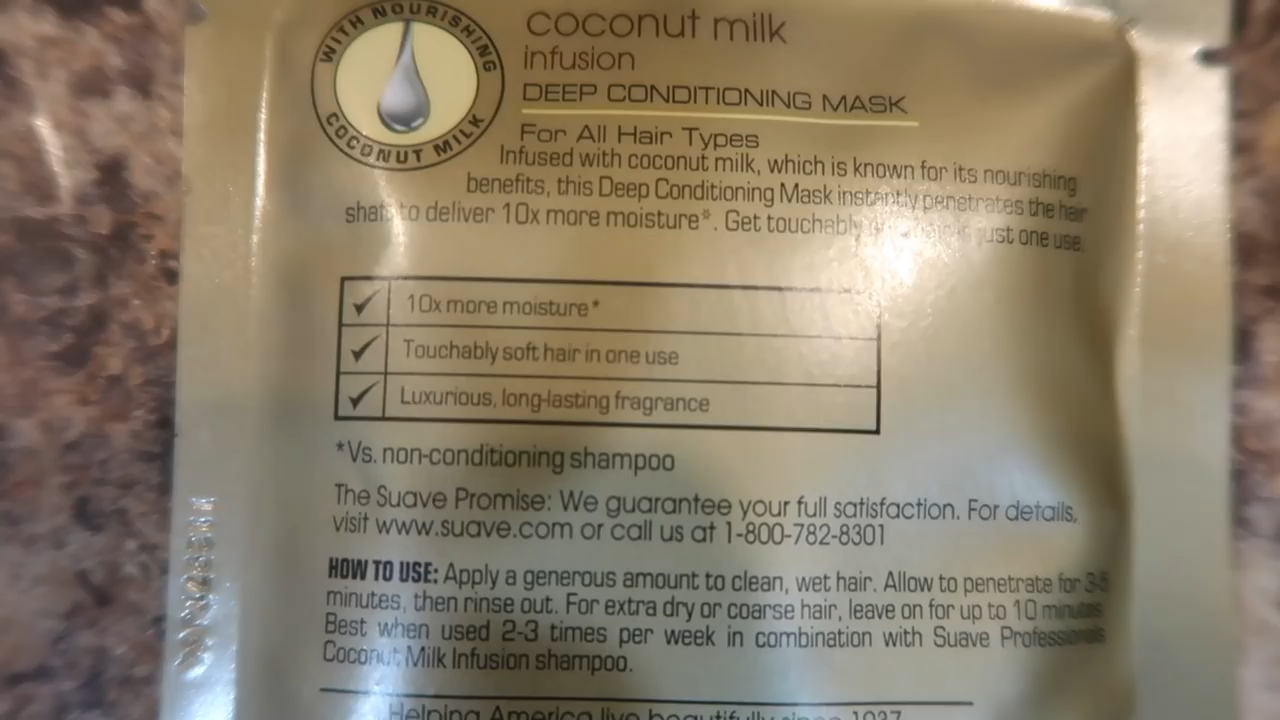 WITH NOURISHING
COCONUT MILK
coconut milk
infusion
DEEP CONDITIONING MASK
For All Hair Types
Infused with coconut milk, which is known for its nourishing
benefits, this Deep Conditioning Mask instantly penetrates the hair
shaft to deliver 10x more moisture*. Get touchably just one use.
10x more moisture*
Touchably soft hair in one use
Luxurious, long-lasting fragrance
*Vs. non-conditioning shampoo
The Suave Promise: We guarantee your full satisfaction. For details,
visit www.suave.com or call us at 1-800-782-8301
HOW TO USE: Apply a generous amount to clean, wet hair. Allow to penetrate for 3-5
minutes, then rinse out. For extra dry or coarse hair, leave on for up to 10 minutes
Best when used 2-3 times per week in combination with Suave Professionals
Coconut Milk Infusion shampoo.
Helping America live beautifully since 1937